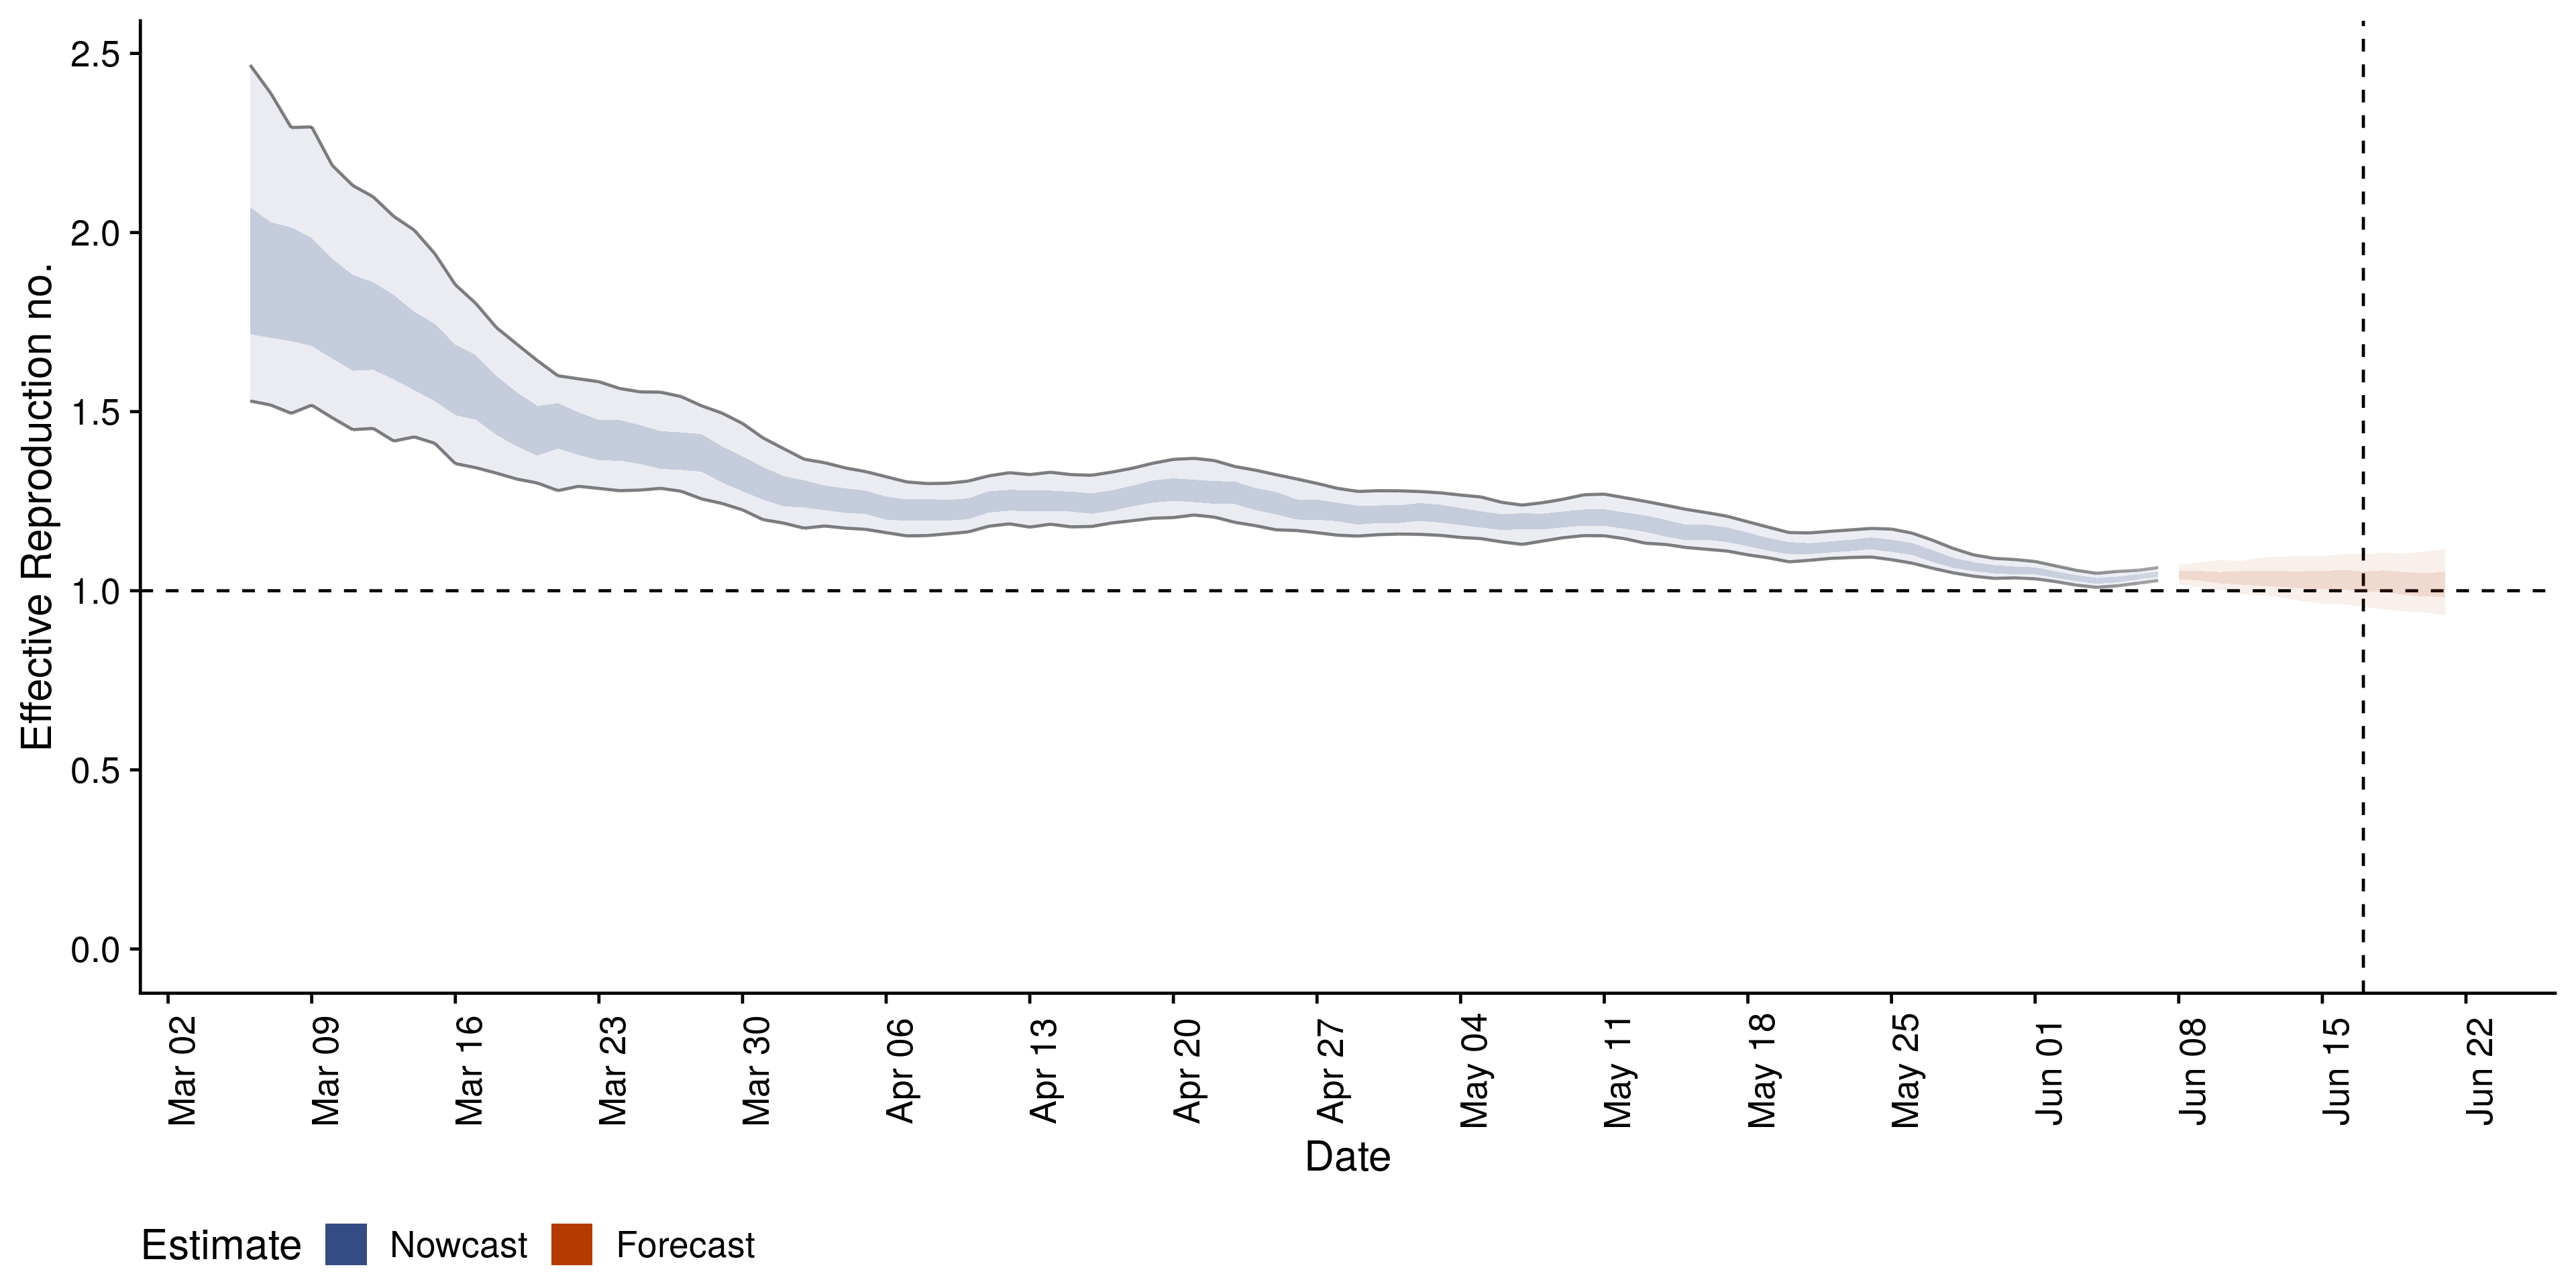 Effective Reproduction no.
2.5
2.0
1.5
1.0
0.5
0.0
Mar 02
Mar 09
Mar 16
Mar 23
Mar 30
Apr 06
Apr 13
Apr 20
Apr 27
May 04
May 11
May 18
May 25
Jun 01
Jun 08
Jun 15
Jun 22
Date
Estimate Nowcast Forecast